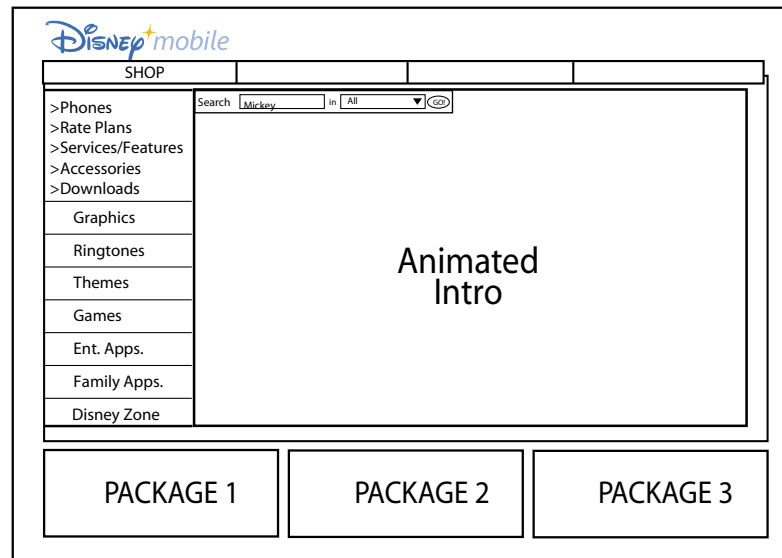 Disney mobile
SHOP
>Phones
>Rate Plans
>Services/Features
>Accessories
>Downloads
Graphics
Ringtones
Themes
Games
Ent. Apps.
Family Apps.
Disney Zone
Search Mickey in All GO!
Animated
Intro
PACKAGE 1 PACKAGE 2 PACKAGE 3